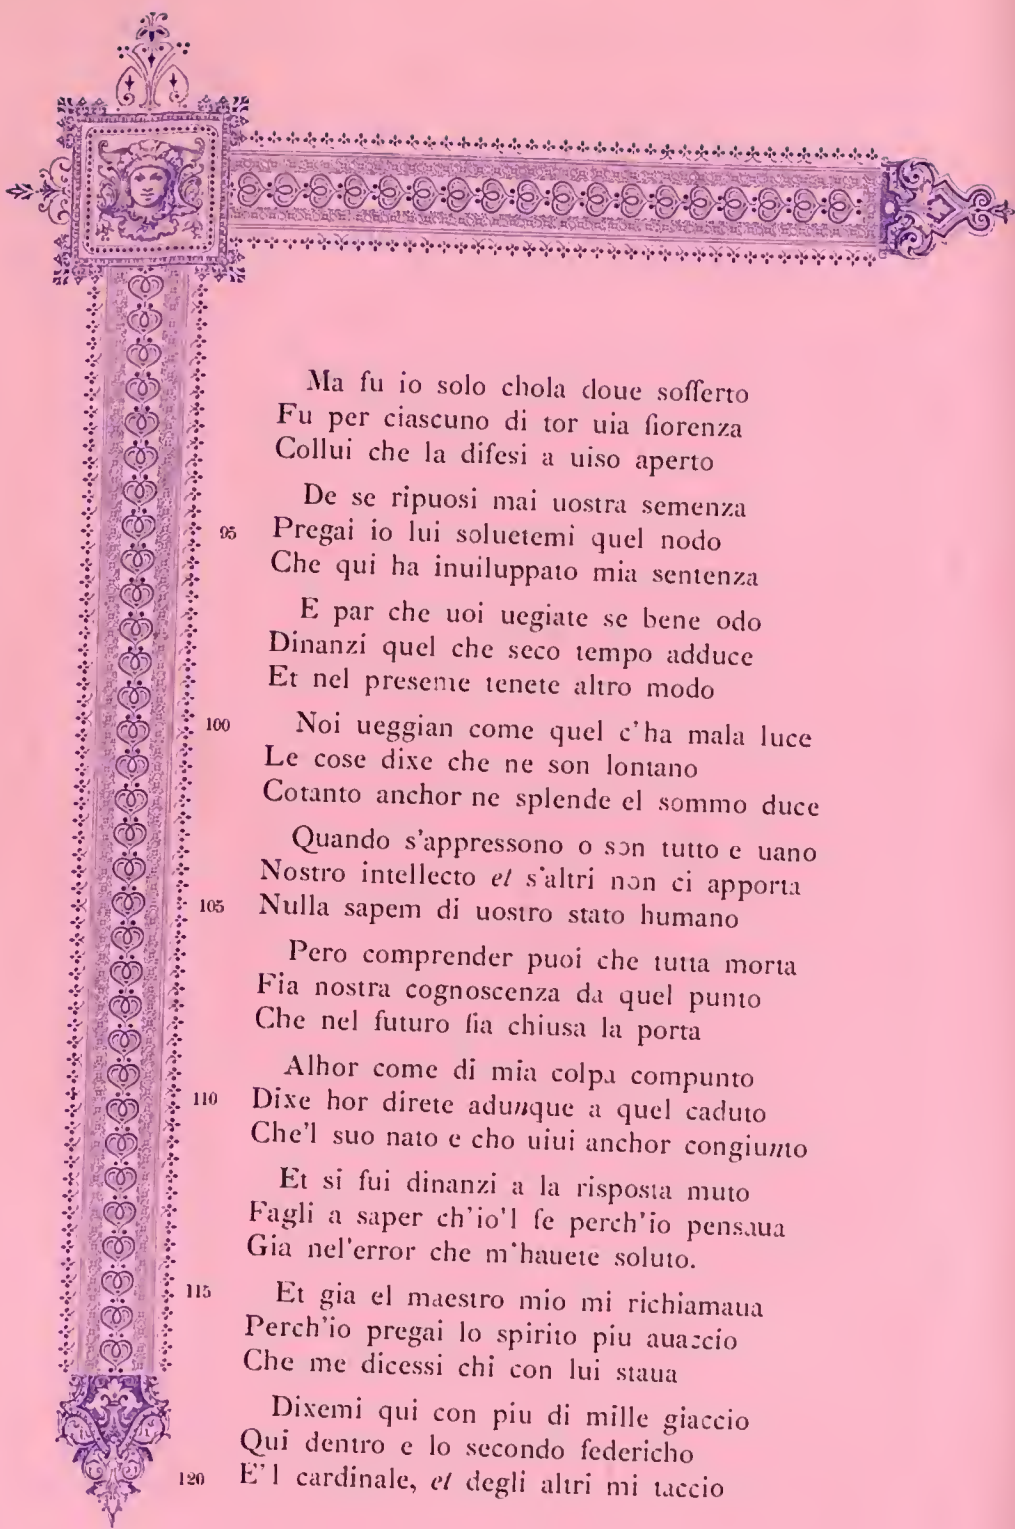 Ma fu io solo chola doue sofferto
Fu per ciascuno di tor uia fiorenza
Collui che la difesi a uiso aperto
De se ripuosi mai uostra semenza
95 Pregai io lui soluetemi quel nodo
Che qui ha inuiluppato mia sentenza
E par che uoi uegiate se bene odo
Dinanzi quel che seco tempo adduce
Et nel presente tenete altro modo
100 Noi ueggian come quel c'ha mala luce
Le cose dixe che ne son lontano
Cotanto anchor ne splende el sommo duce
Quando s'appressono o son tutto e uano
Nostro intellecto et s'altri non ci apporta
105 Nulla sapem di uostro stato humano
Pero comprender puoi che tutta morta
Fia nostra cognoscenza da quel punto
Che nel futuro fia chiusa la porta
Alhor come di mia colpa compunto
110 Dixe hor direte adunque a quel caduto
Che'l suo nato e cho uiui anchor congiunto
Et si fui dinanzi a la risposta muto
Fagli a saper ch'io'l fe perch'io pensaua
Gia nel'error che m'hauete soluto.
115 Et gia el maestro mio mi richiamaua
Perch'io pregai lo spirito piu auaccio
Che me dicessi chi con lui staua
Dixemi qui con piu di mille giaccio
Qui dentro e lo secondo federicho
120 E'l cardinale, et degli altri mi taccio